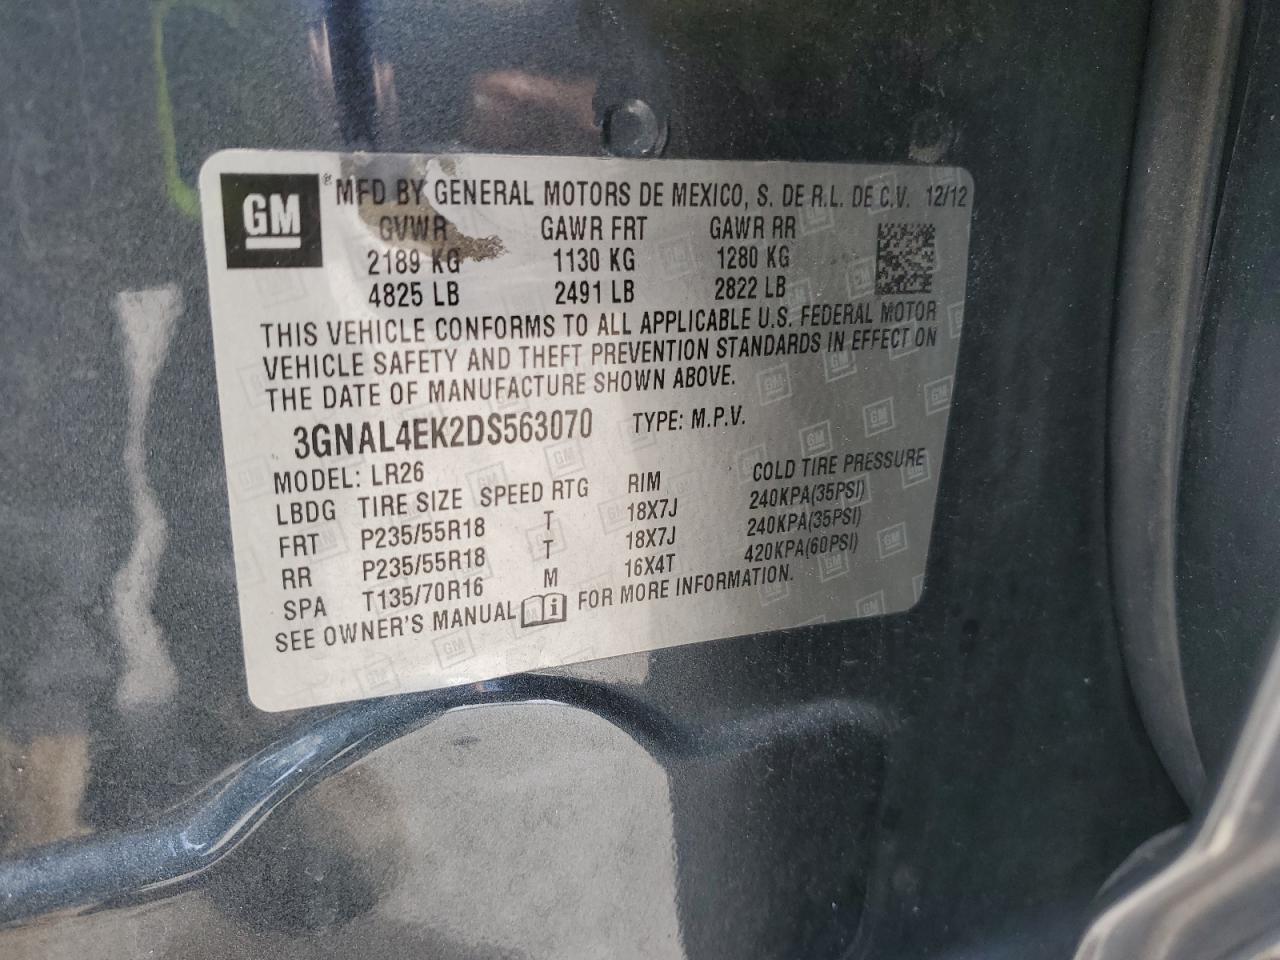 GM ® MFD BY GENERAL MOTORS DE MEXICO, S. DE R.L. DE C.V. 12/12
GVWR GAWR FRT GAWR RR
2189 KG 1130 KG 1280 KG
4825 LB 2491 LB 2822 LB
THIS VEHICLE CONFORMS TO ALL APPLICABLE U.S. FEDERAL MOTOR
VEHICLE SAFETY AND THEFT PREVENTION STANDARDS IN EFFECT ON
THE DATE OF MANUFACTURE SHOWN ABOVE.
3GNAL4EK2DS563070 TYPE: M.P.V.
MODEL: LR26
LBDG TIRE SIZE SPEED RTG RIM COLD TIRE PRESSURE
FRT P235/55R18 T 18X7J 240KPA(35PSI)
RR P235/55R18 T 18X7J 240KPA(35PSI)
SPA T135/70R16 M 16X4T 420KPA(60PSI)
SEE OWNER'S MANUAL i FOR MORE INFORMATION.